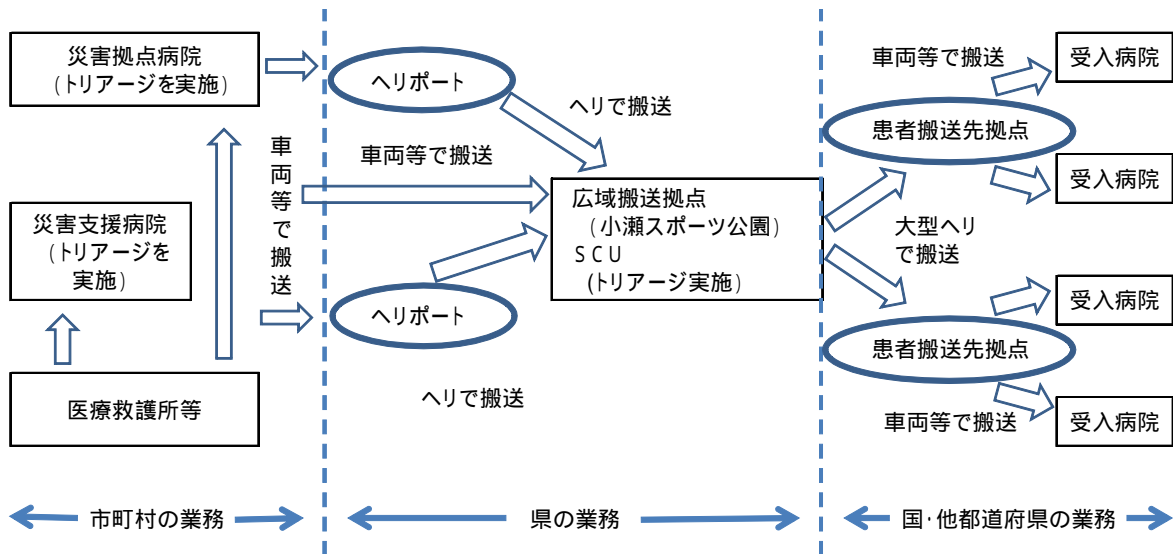 災害拠点病院
(トリアージを実施)
災害支援病院
(トリアージを
実施)
医療救護所等
車両等で搬送
ヘリポート
ヘリで搬送
車両等で搬送
広域搬送拠点
(小瀬スポーツ公園)
SCU
(トリアージ実施)
ヘリポート
ヘリで搬送
車両等で搬送
受入病院
患者搬送先拠点
受入病院
大型ヘリ
で搬送
受入病院
患者搬送先拠点
車両等で搬送
受入病院
市町村の業務
県の業務
国・他都道府県の業務